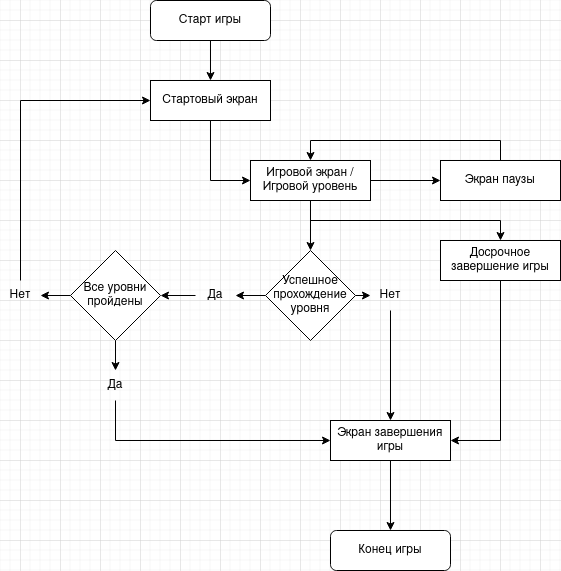 Старт игры
Стартовый экран
Игровой экран /
Игровой уровень
Экран паузы
Досрочное
завершение игры
Успешное
прохождение
уровня
Все уровни
пройдены
Нет
Да
Нет
Да
Экран завершения
игры
Конец игры